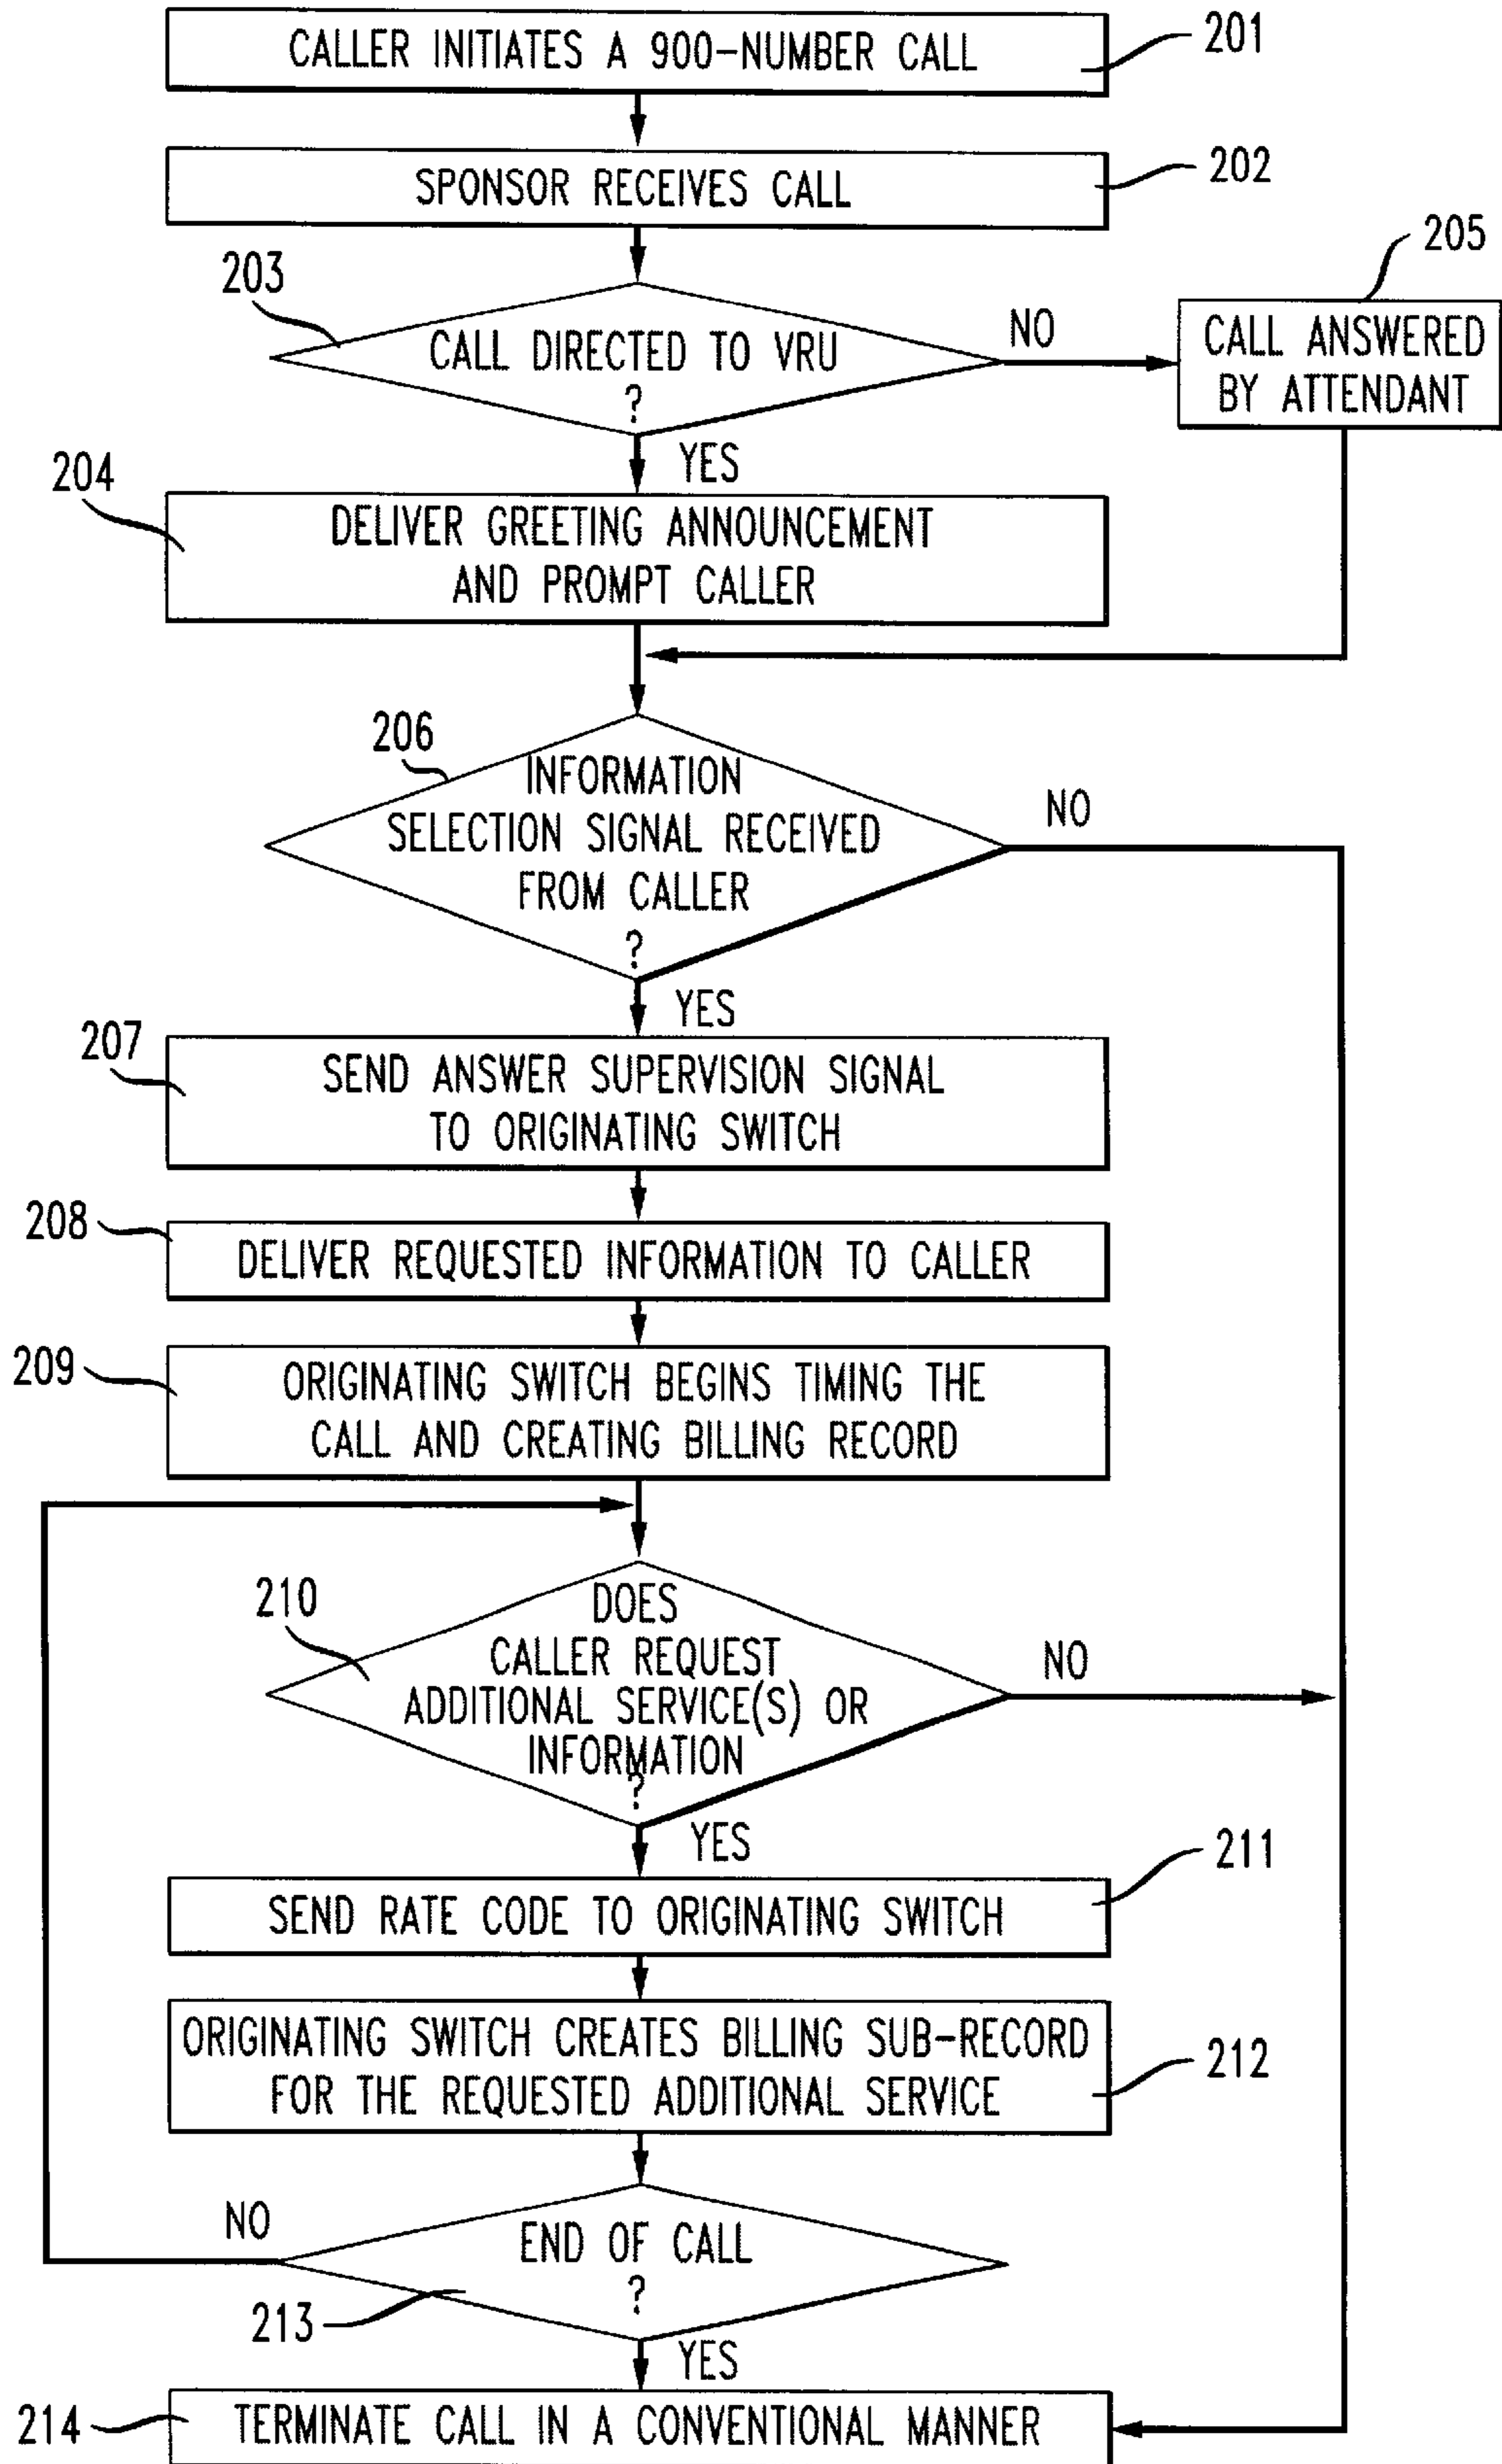 CALLER INITIATES A 900-NUMBER CALL
201
SPONSOR RECEIVES CALL
202
203
CALL DIRECTED TO VRU
?
NO
205
CALL ANSWERED
BY ATTENDANT
YES
204
DELIVER GREETING ANNOUNCEMENT
AND PROMPT CALLER
206
INFORMATION
SELECTION SIGNAL RECEIVED
FROM CALLER
?
NO
YES
207
SEND ANSWER SUPERVISION SIGNAL
TO ORIGINATING SWITCH
208
DELIVER REQUESTED INFORMATION TO CALLER
209
ORIGINATING SWITCH BEGINS TIMING THE
CALL AND CREATING BILLING RECORD
210
DOES
CALLER REQUEST
ADDITIONAL SERVICE(S) OR
INFORMATION
?
NO
YES
211
SEND RATE CODE TO ORIGINATING SWITCH
ORIGINATING SWITCH CREATES BILLING SUB-RECORD
FOR THE REQUESTED ADDITIONAL SERVICE
212
NO
END OF CALL
?
213
YES
214
TERMINATE CALL IN A CONVENTIONAL MANNER